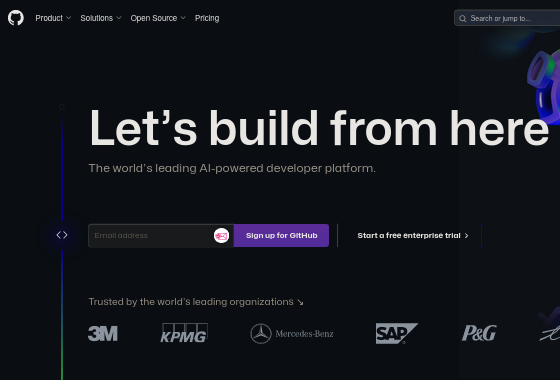 Product Solutions Open Source Pricing Search or jump to...
Let's build from here
The world's leading AI-powered developer platform.
Email address Sign up for GitHub Start a free enterprise trial
Trusted by the world's leading organizations ↘
3M KPMG Mercedes-Benz SAP P&G